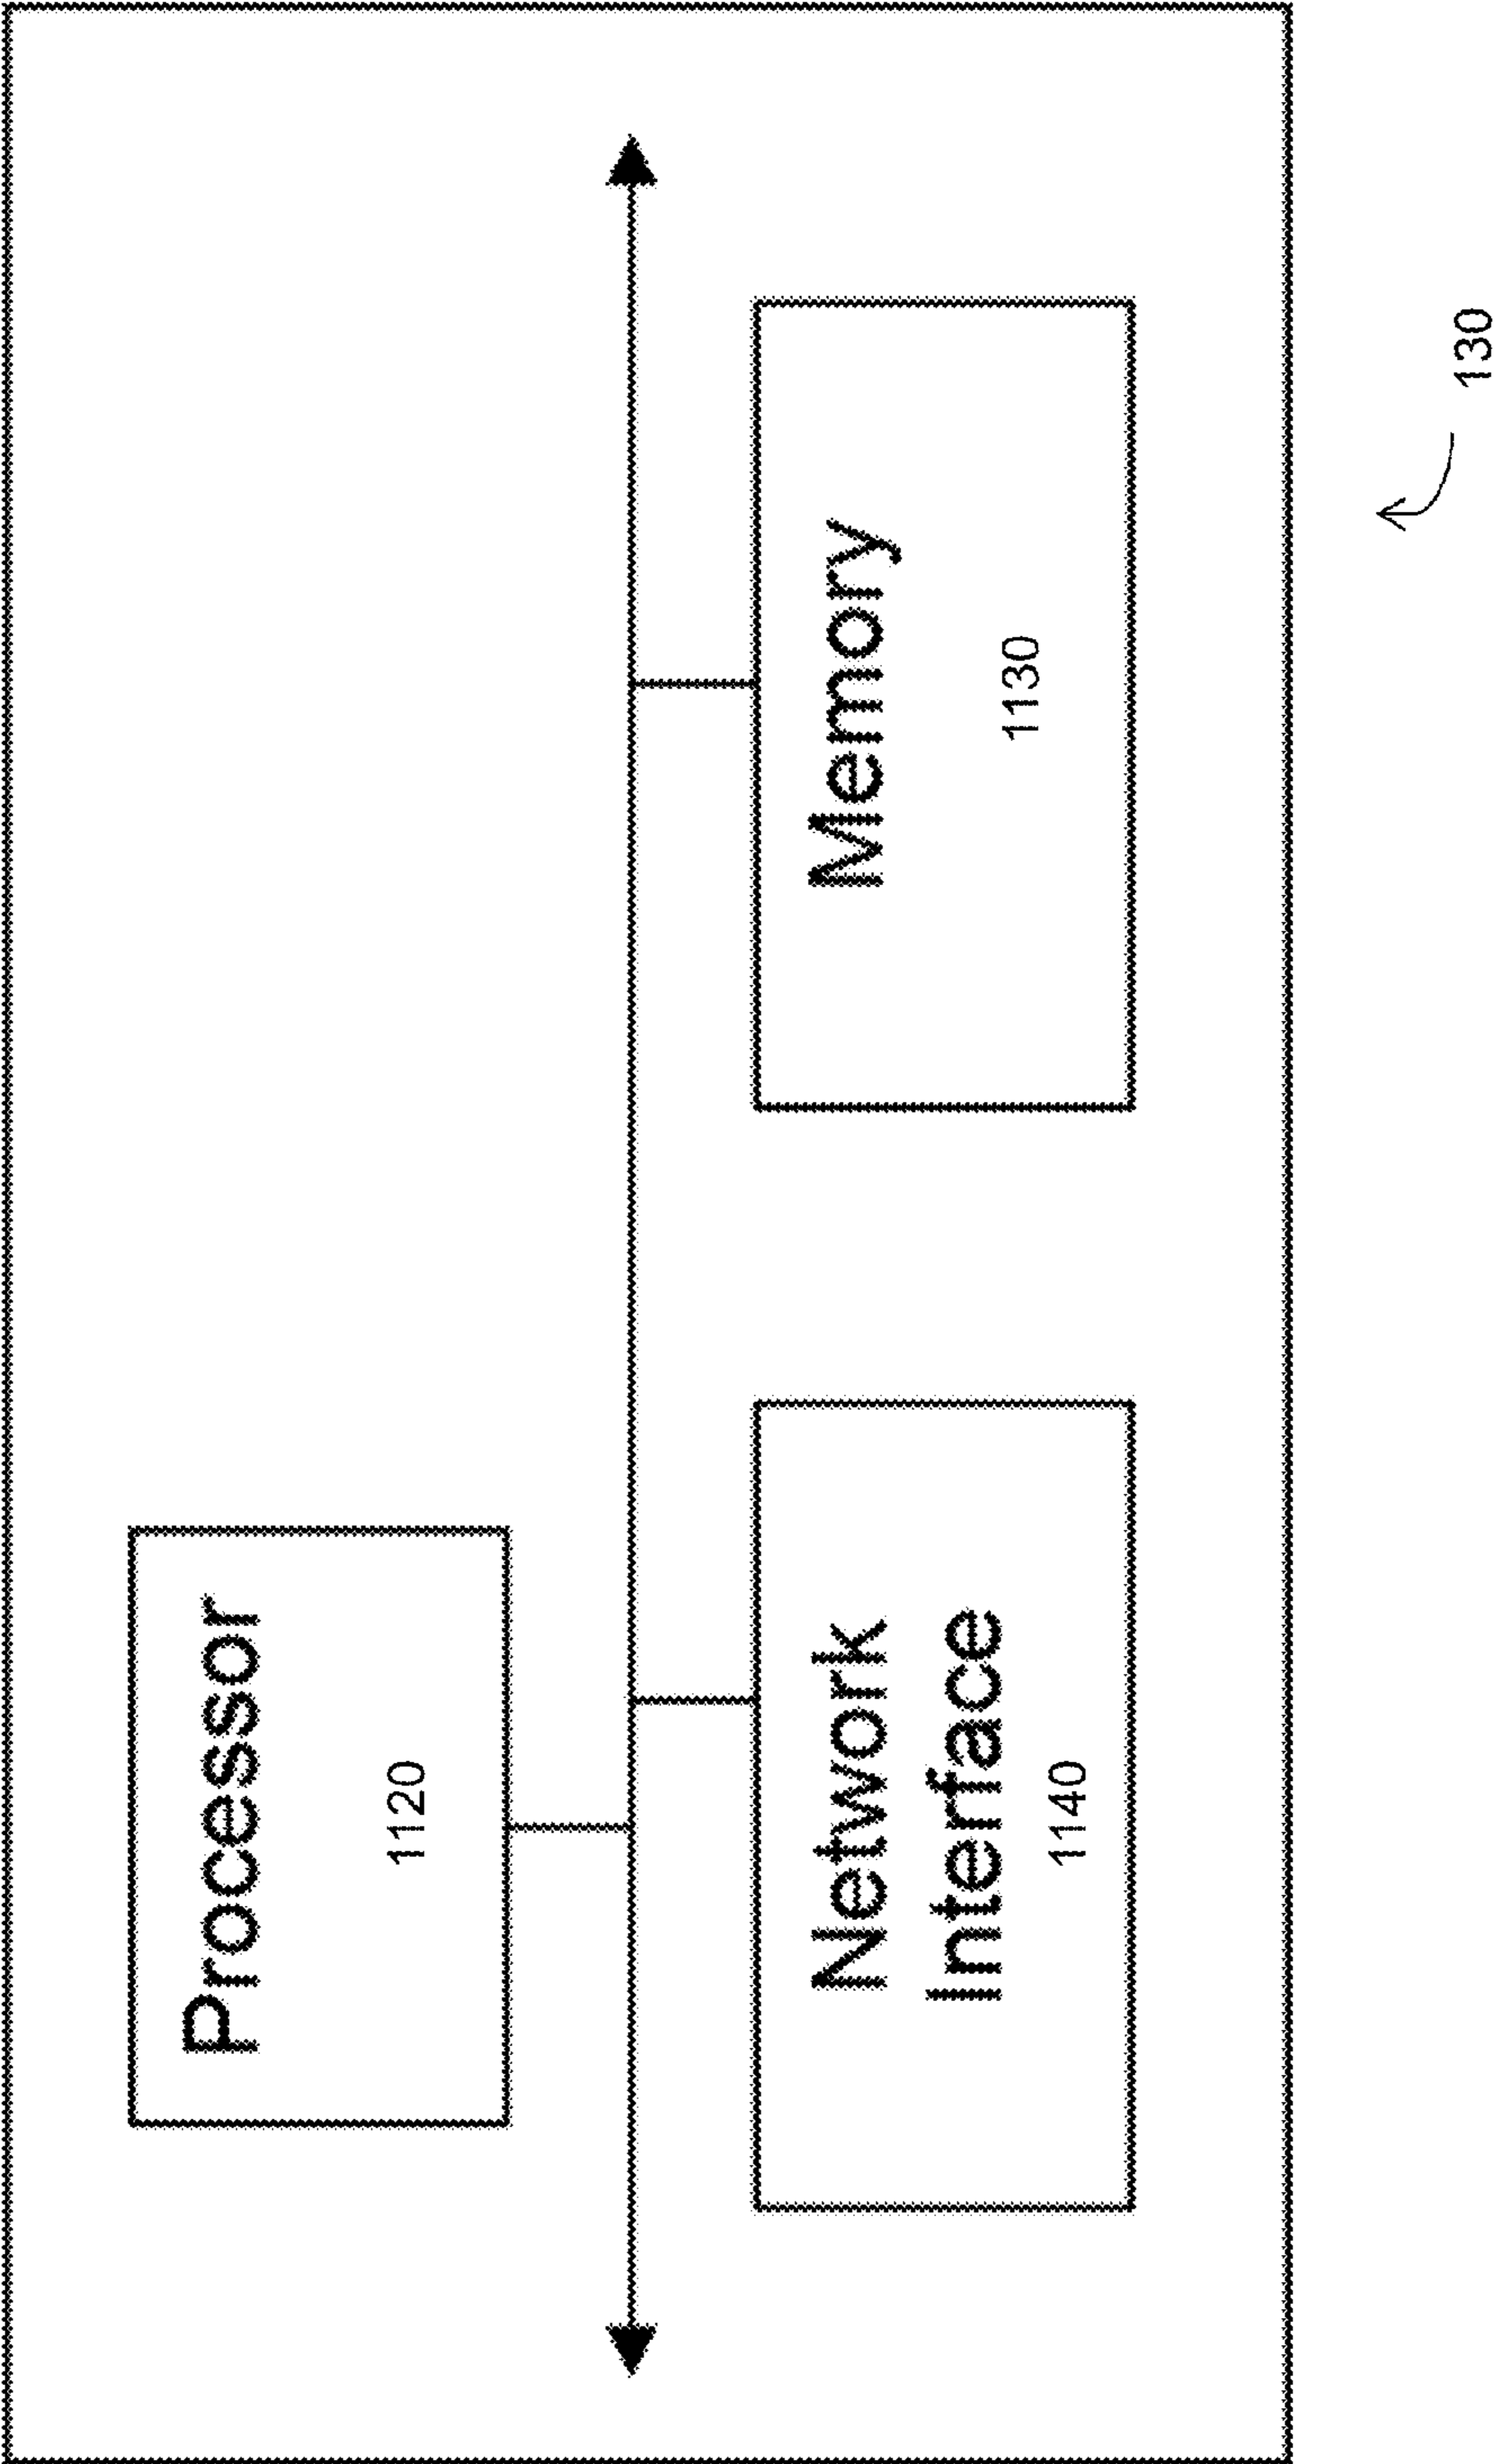 Processor
1120
Network
Interface
1140
Memory
1130
130